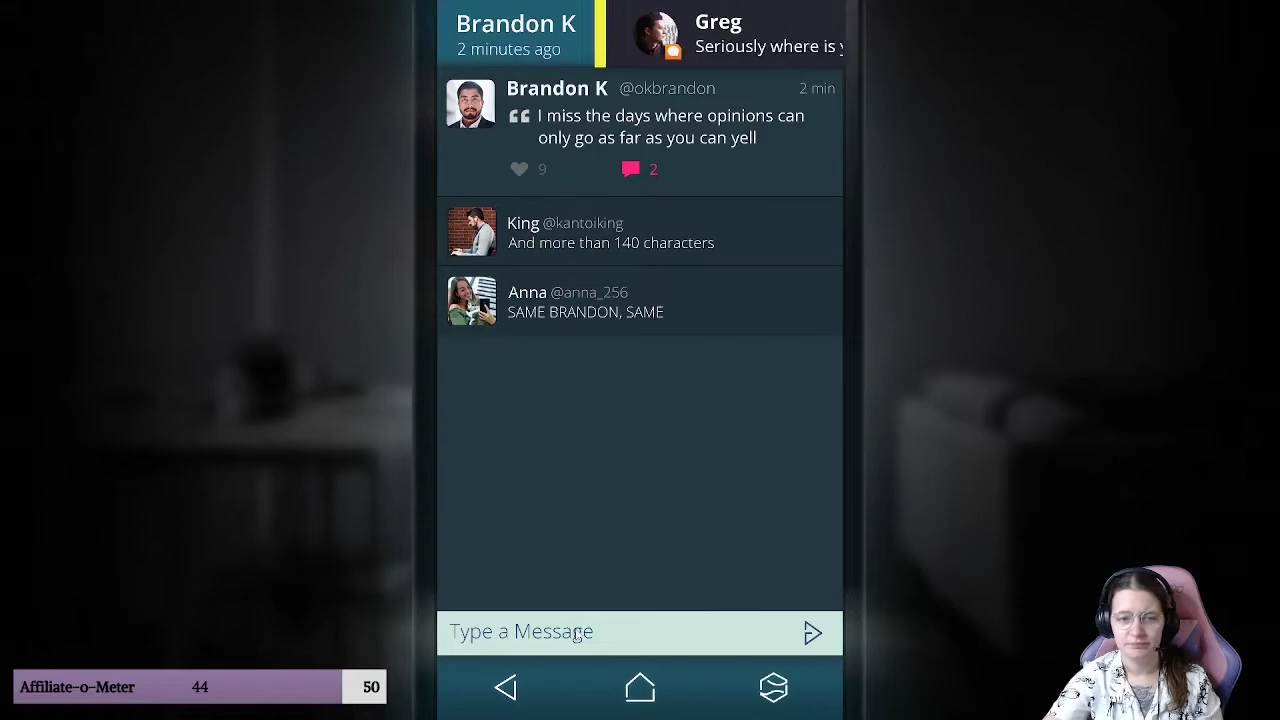 Brandon K
2 minutes ago
Greg
Seriously where is
Brandon K @okbrandon 2 min
I miss the days where opinions can
only go as far as you can yell
9 2
King @kantoiking
And more than 140 characters
Anna @anna_256
SAME BRANDON, SAME
Type a Message
Affiliate-o-Meter 44 50